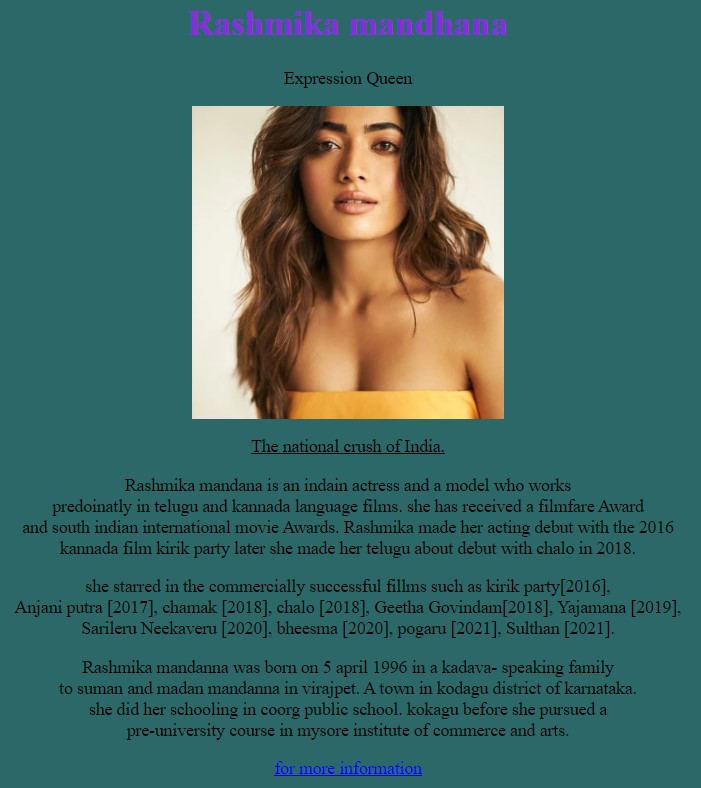 Rashmika mandhana
Expression Queen
The national crush of India.
Rashmika mandana is an indain actress and a model who works
predoinatly in telugu and kannada language films. she has received a filmfare Award
and south indian international movie Awards. Rashmika made her acting debut with the 2016
kannada film kirik party later she made her telugu about debut with chalo in 2018.
she starred in the commercially successful fillms such as kirik party[2016],
Anjani putra [2017], chamak [2018], chalo [2018], Geetha Govindam[2018], Yajamana [2019],
Sarileru Neekaveru [2020], bheesma [2020], pogaru [2021], Sulthan [2021].
Rashmika mandanna was born on 5 april 1996 in a kadava- speaking family
to suman and madan mandanna in virajpet. A town in kodagu district of karnataka.
she did her schooling in coorg public school. kokagu before she pursued a
pre-university course in mysore institute of commerce and arts.
for more information